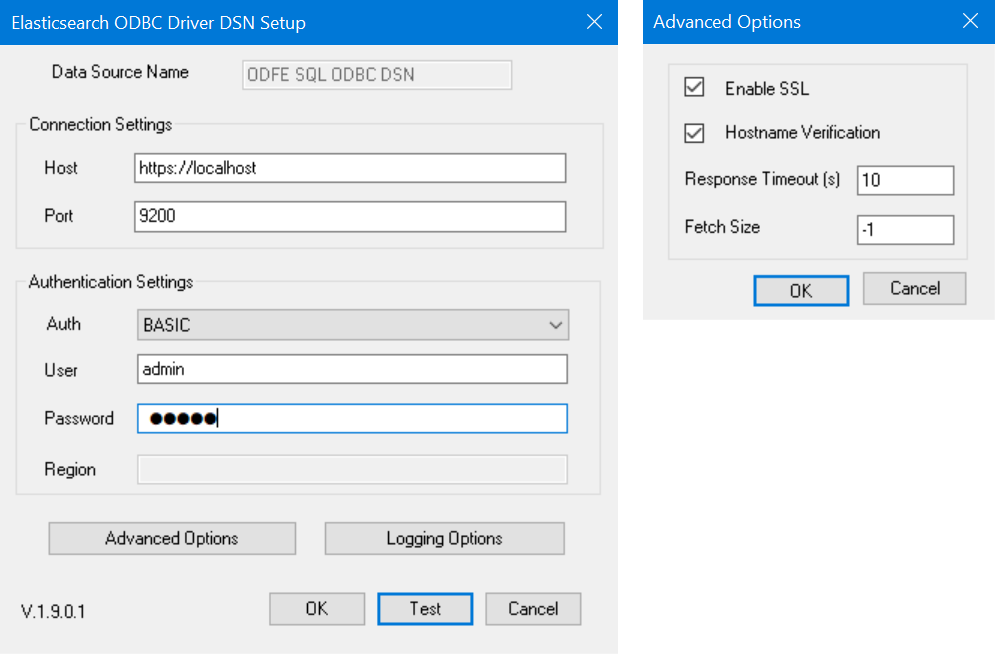 Elasticsearch ODBC Driver DSN Setup
Data Source Name ODFE SQL ODBC DSN
Connection Settings
Host https://localhost
Port 9200
Authentication Settings
Auth BASIC
User admin
Password ●●●●●
Region
Advanced Options Logging Options
V.1.9.0.1 OK Test Cancel
Advanced Options
Enable SSL
Hostname Verification
Response Timeout (s) 10
Fetch Size -1
OK Cancel